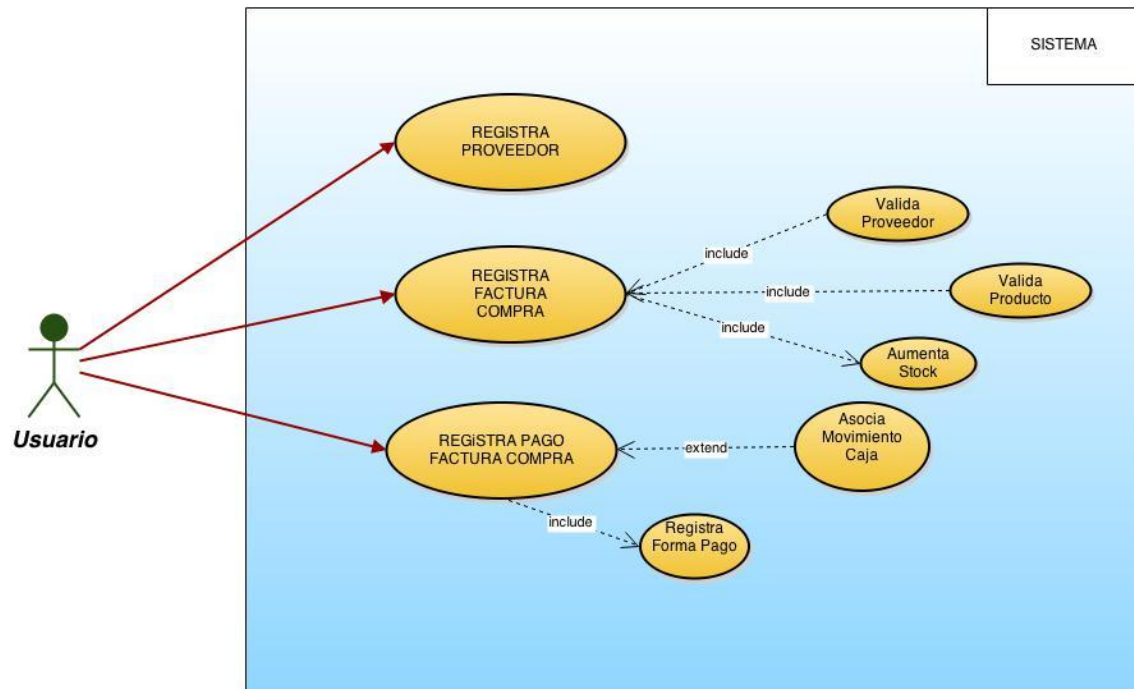 SISTEMA
REGISTRA
PROVEEDOR
Valida
Proveedor
include
REGISTRA
FACTURA
COMPRA
include
Valida
Producto
include
Aumenta
Stock
Usuario
REGiSTRA PAGO
FACTURA COMPRA
extend
Asocia
Movimiento
Caja
include
Registra
Forma Pago